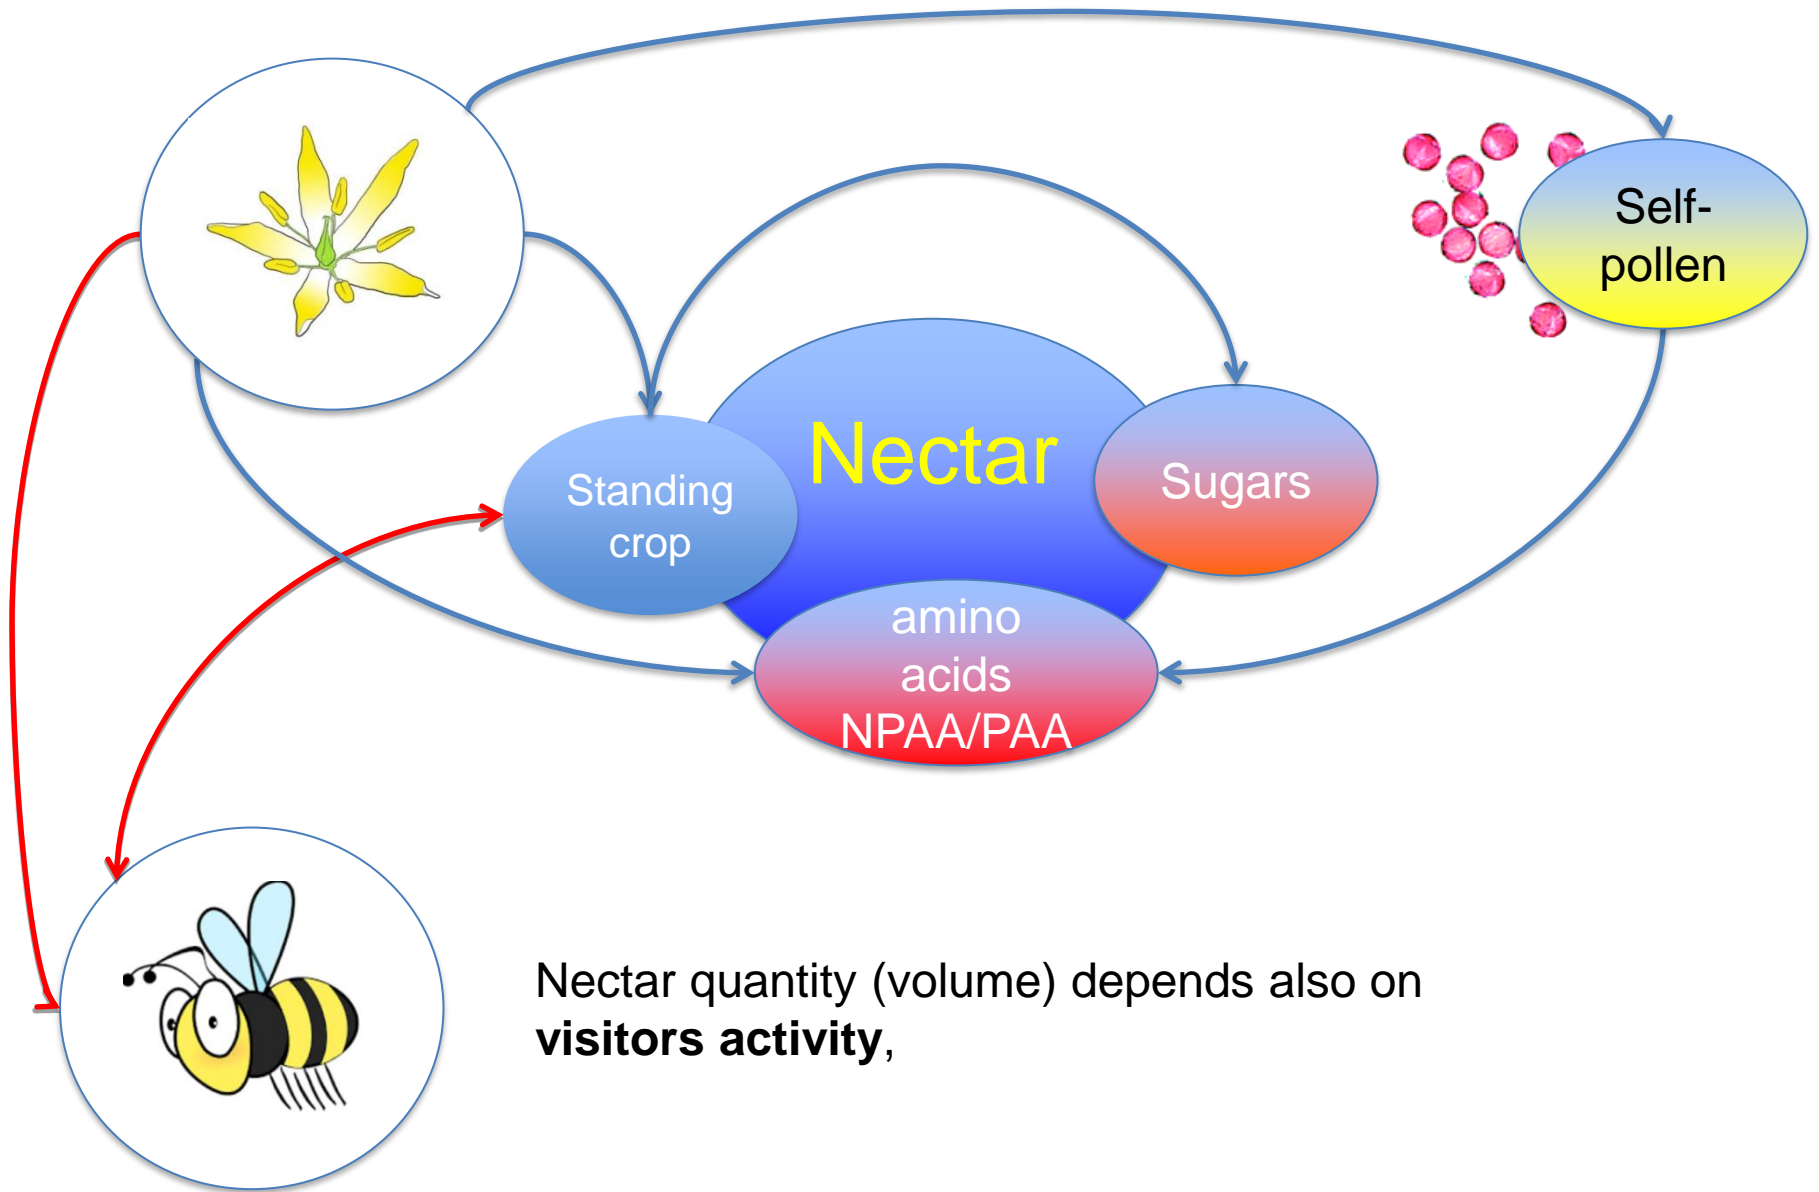 Self-
pollen
Nectar
Standing
crop
Sugars
amino
acids
NPAA/PAA
Nectar quantity (volume) depends also on
visitors activity,